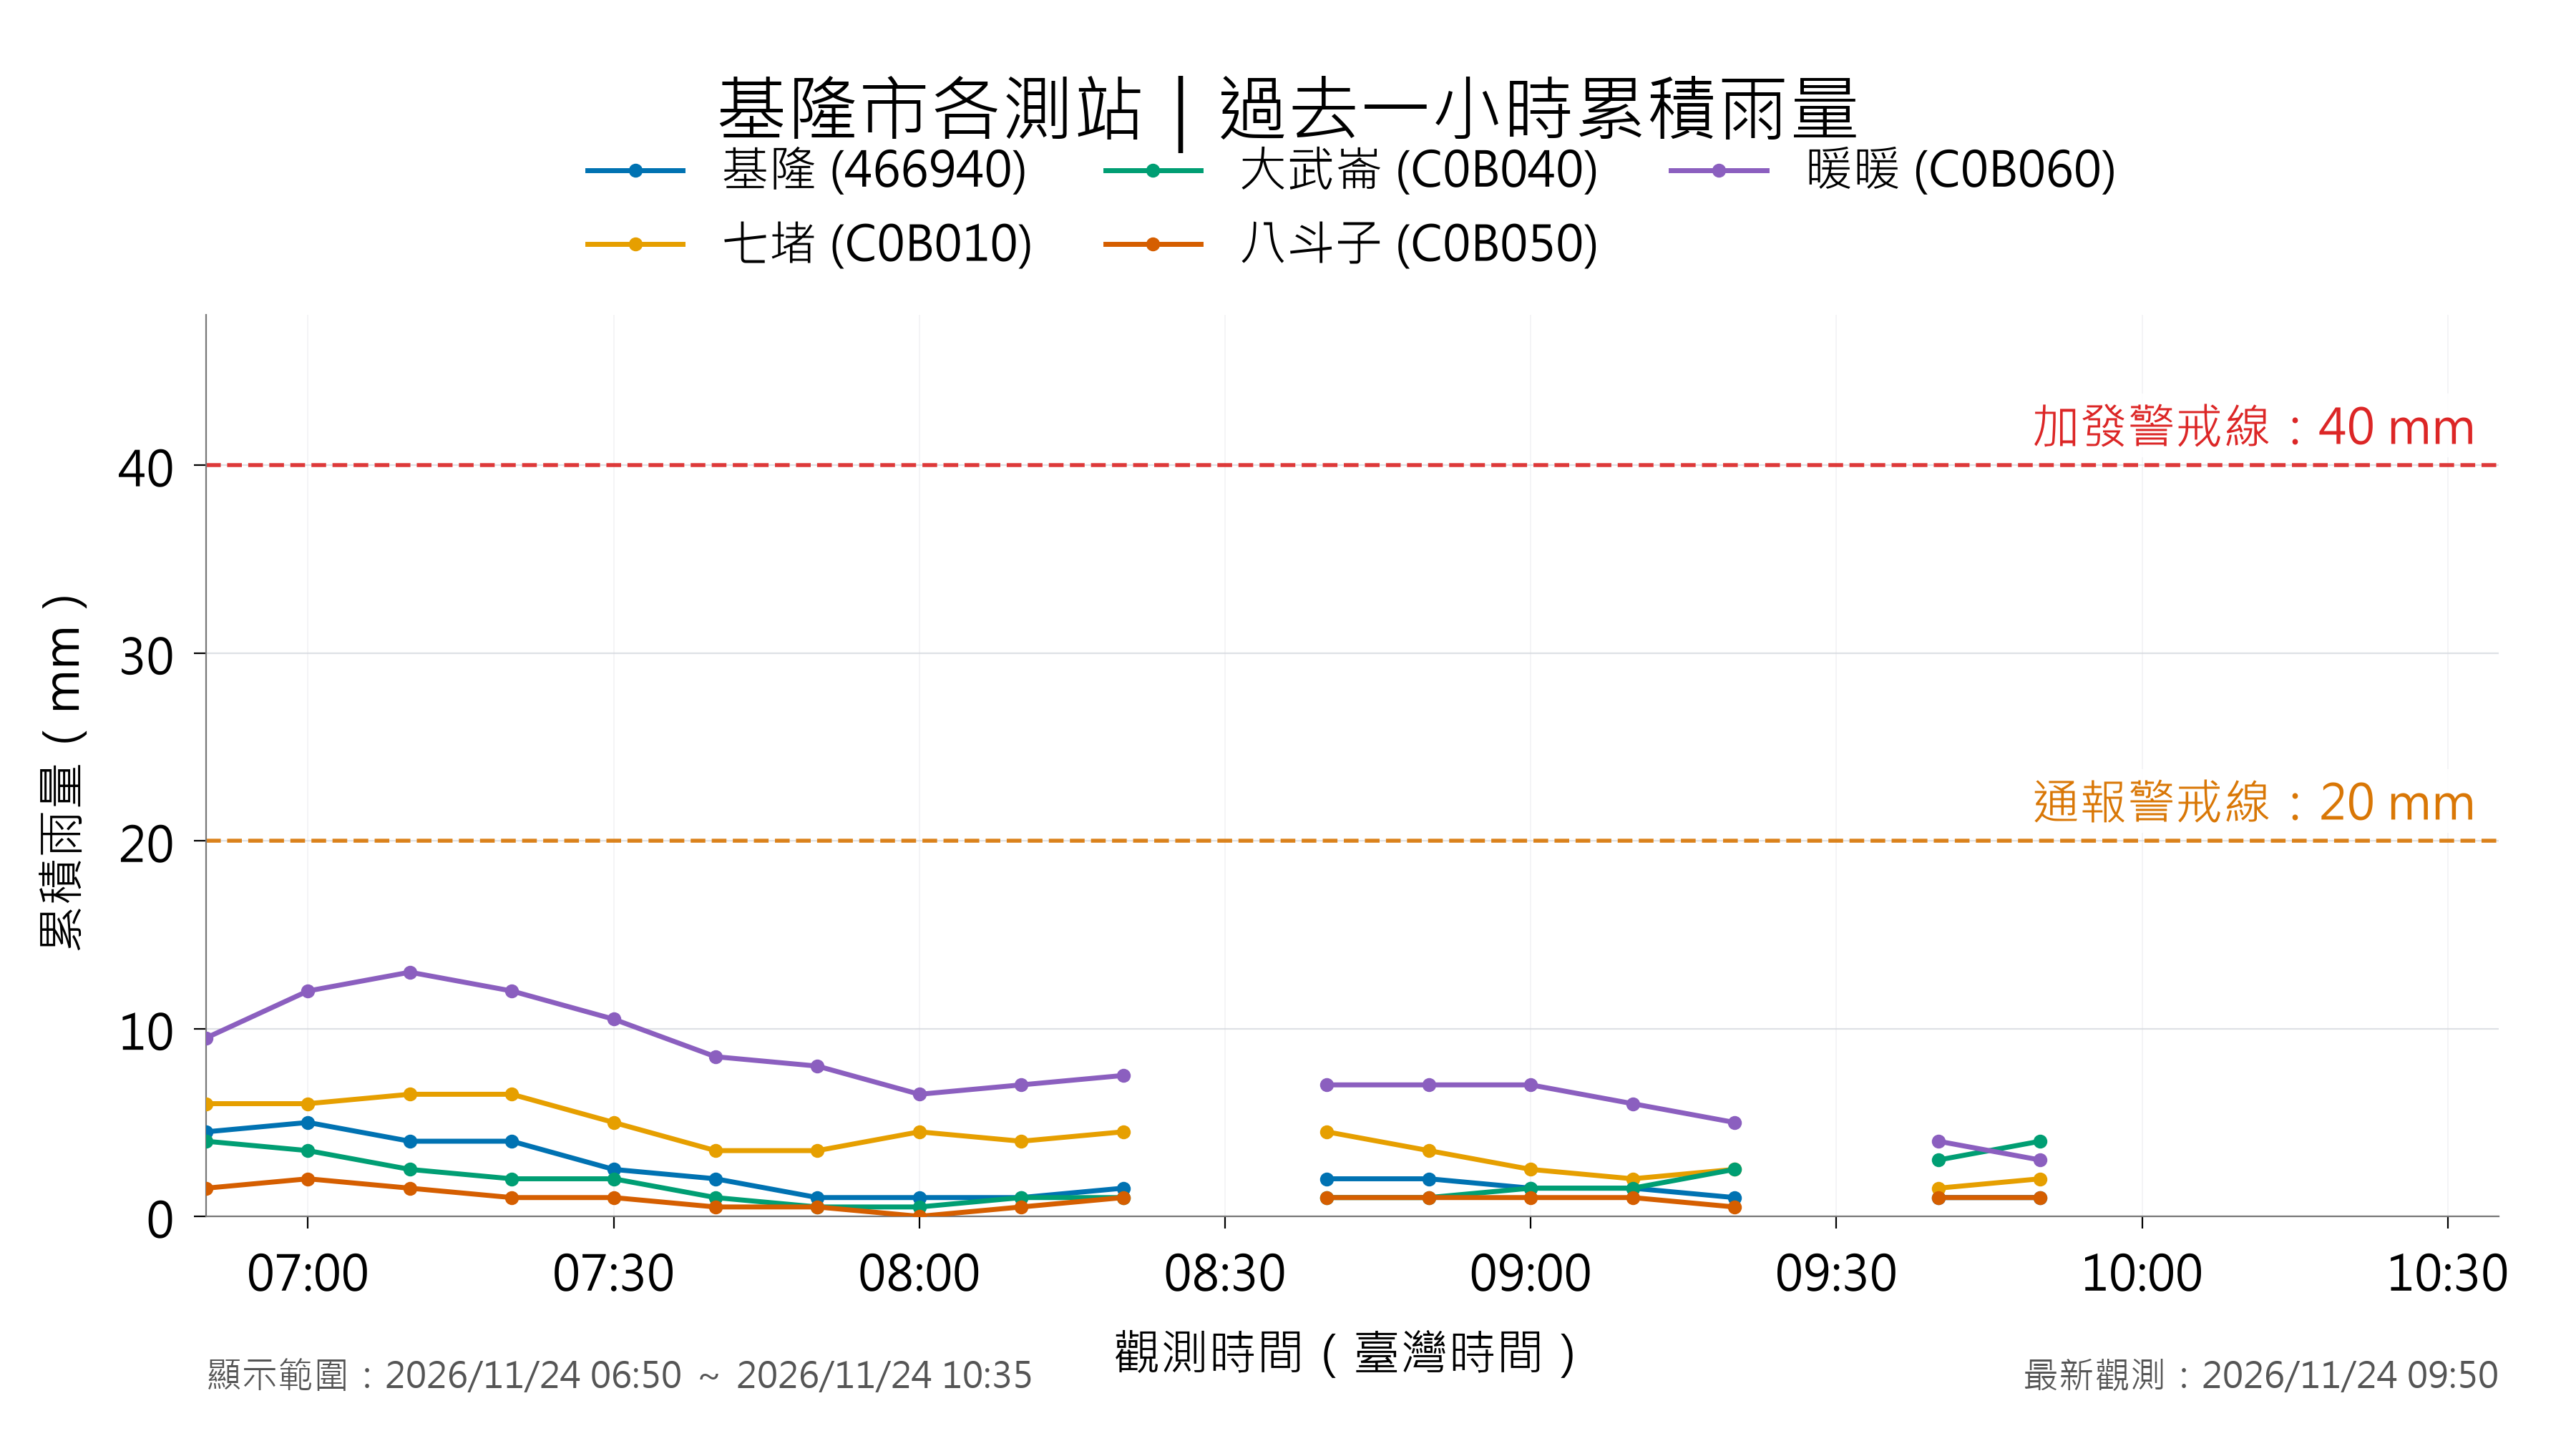 基隆市各測站｜過去一小時累積雨量
基隆 (466940)
大武崙 (C0B040)
暖暖 (C0B060)
七堵 (C0B010)
八斗子 (C0B050)
累積雨量（mm）
加發警戒線：40 mm
通報警戒線：20 mm
40
30
20
10
0
07:00 07:30 08:00 08:30 09:00 09:30 10:00 10:30
觀測時間（臺灣時間）
顯示範圍：2026/11/24 06:50 ~ 2026/11/24 10:35
最新觀測：2026/11/24 09:50